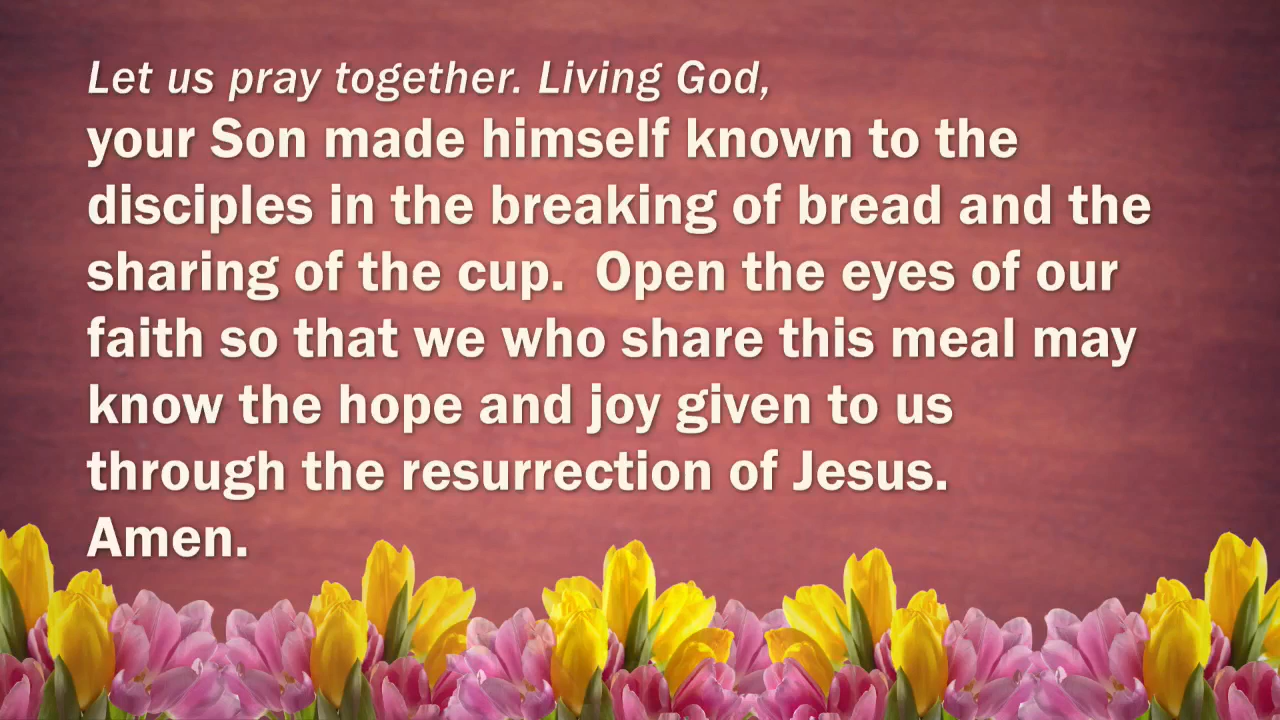 Let us pray together. Living God,
your Son made himself known to the
disciples in the breaking of bread and the
sharing of the cup.  Open the eyes of our
faith so that we who share this meal may
know the hope and joy given to us
through the resurrection of Jesus.
Amen.